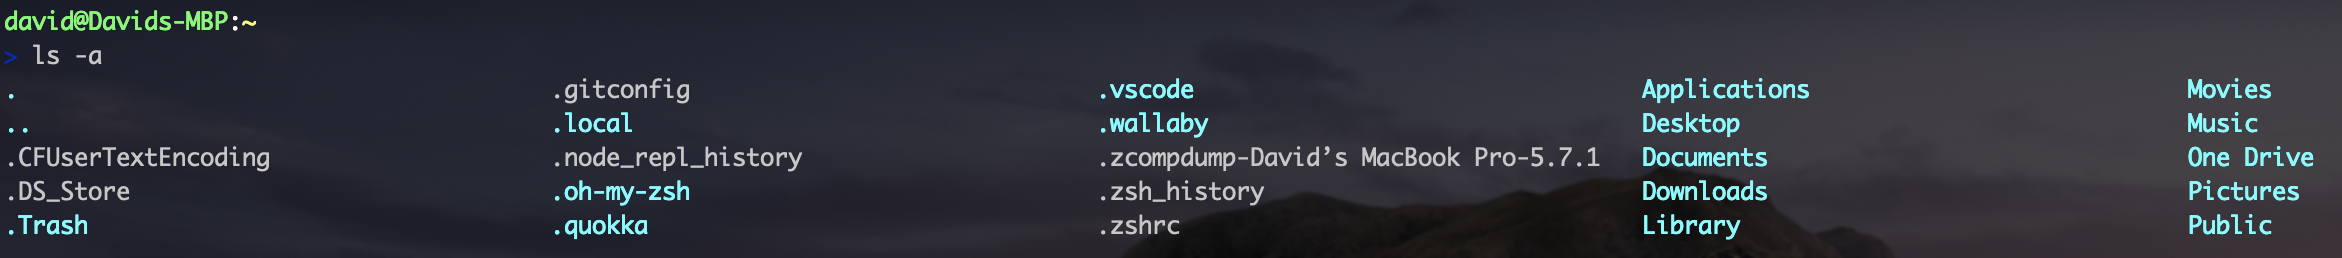 david@Davids-MBP:~
> ls -a
. .gitconfig .vscode Applications Movies
.. .local .wallaby Desktop Music
.CFUserTextEncoding .node_repl_history .zcompdump-David’s MacBook Pro-5.7.1 Documents One Drive
.DS_Store .oh-my-zsh .zsh_history Downloads Pictures
.Trash .quokka .zshrc Library Public